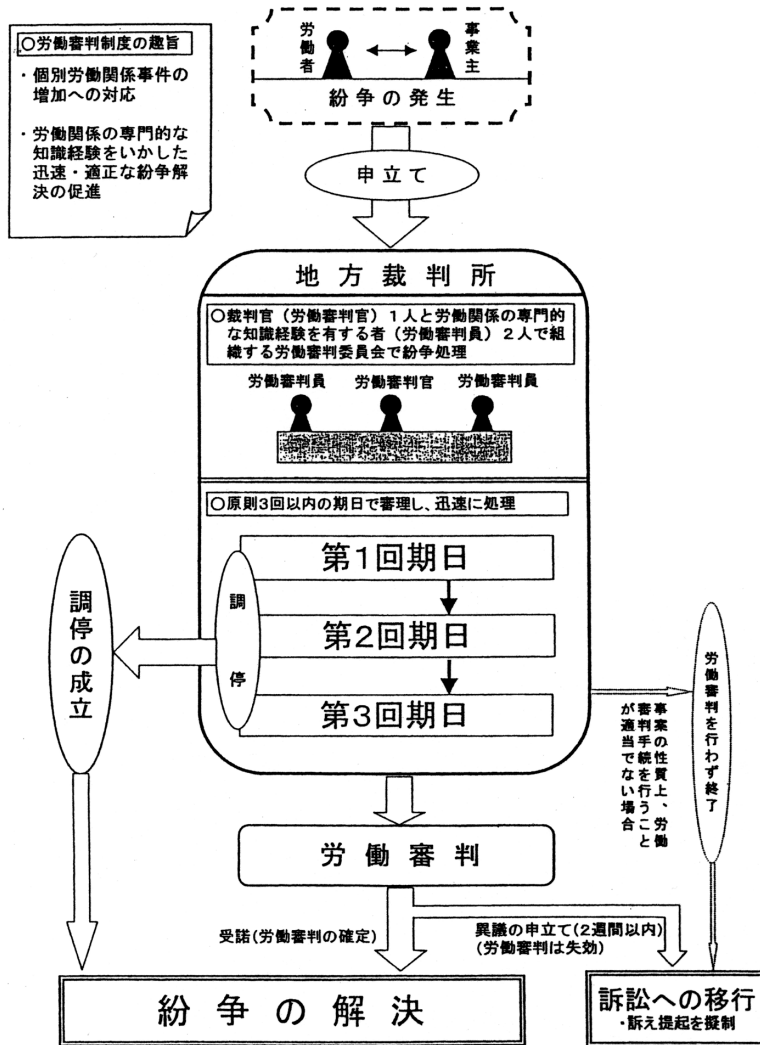 ○労働審判制度の趣旨
・個別労働関係事件の
増加への対応
・労働関係の専門的な
知識経験をいかした
迅速・適正な紛争解
決の促進
労働者
事業主
紛争の発生
申立て
地方裁判所
○裁判官（労働審判官）１人と労働関係の専門的
な知識経験を有する者（労働審判員）２人で組
織する労働審判委員会で紛争処理
労働審判員 労働審判官 労働審判員
○原則3回以内の期日で審理し、迅速に処理
第１回期日
第２回期日
第３回期日
調停
調停の成立
事案の性質上、労働
審判手続を行うこと
が適当でない場合
労働審判を行わず終了
労働審判
受諾(労働審判の確定)
異議の申立て(2週間以内)
(労働審判は失効)
紛争の解決
訴訟への移行
・訴え提起を擬制